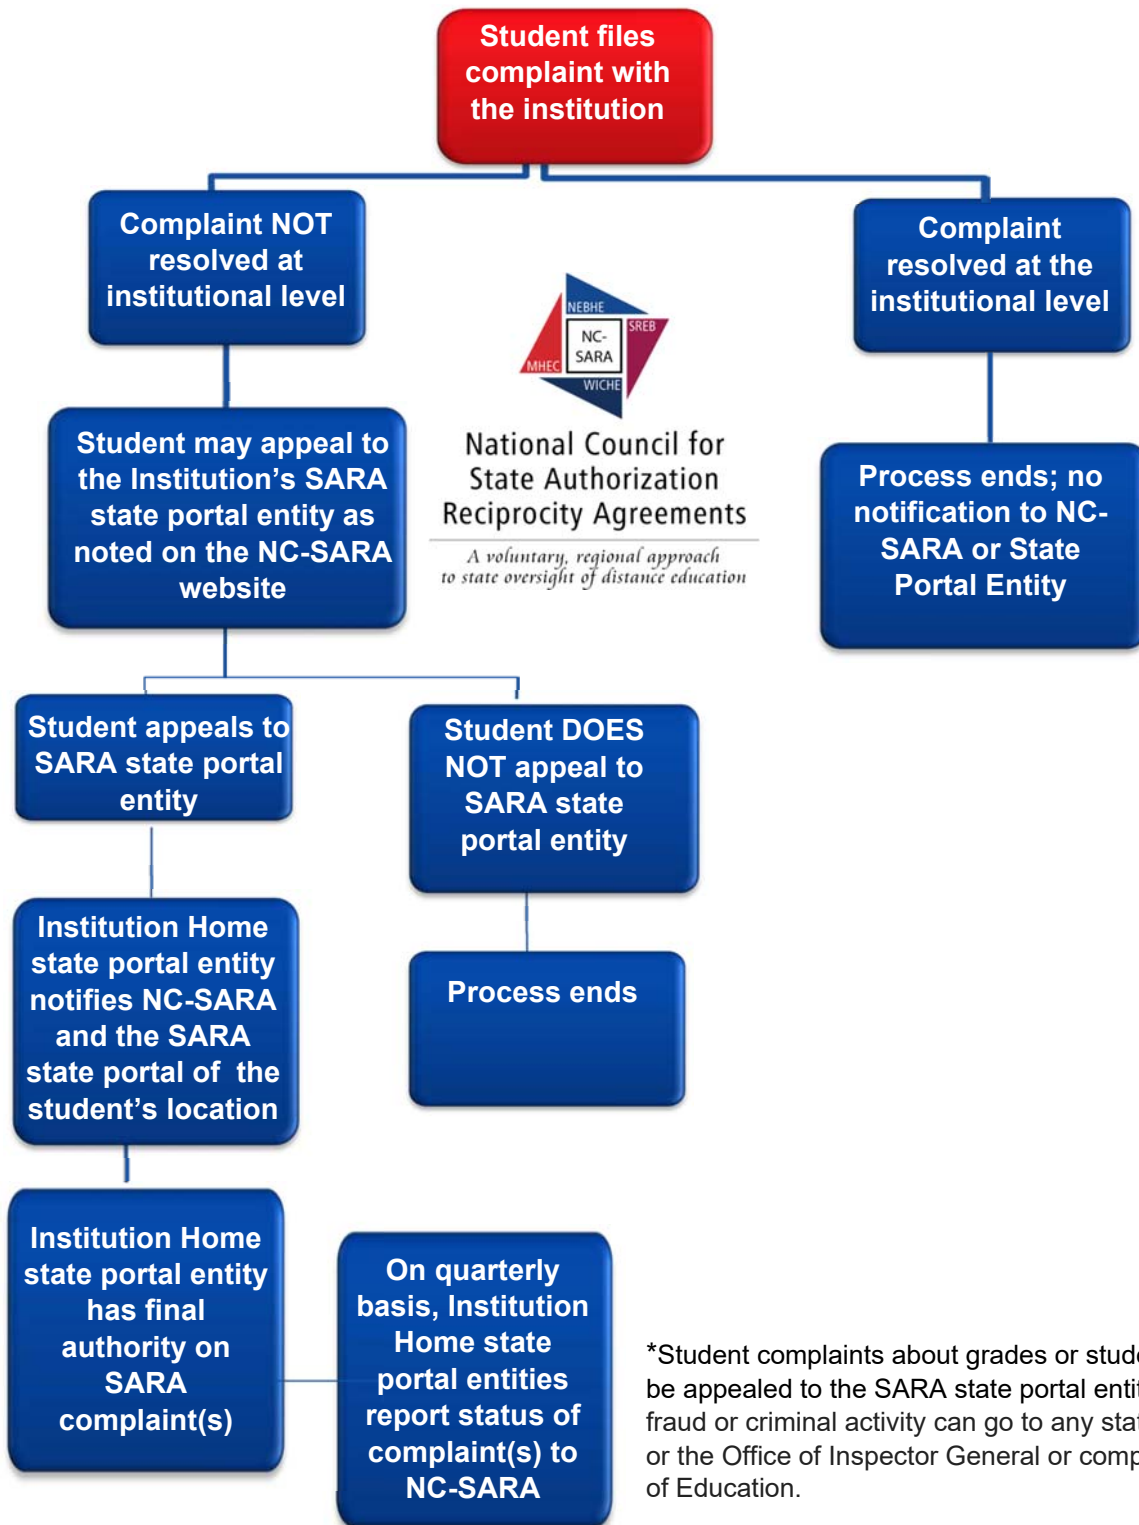 Student files
complaint with
the institution
Complaint NOT
resolved at
institutional level
Complaint
resolved at the
institutional level
NEBHE
SREB
NC-
SARA
MHEC
WICHE
National Council for
State Authorization
Reciprocity Agreements
A voluntary, regional approach
to state oversight of distance education
Student may appeal to
the Institution’s SARA
state portal entity as
noted on the NC-SARA
website
Process ends; no
notification to NC-
SARA or State
Portal Entity
Student appeals to
SARA state portal
entity
Student DOES
NOT appeal to
SARA state
portal entity
Institution Home
state portal entity
notifies NC-SARA
and the SARA
state portal of the
student’s location
Process ends
Institution Home
state portal entity
has final
authority on
SARA
complaint(s)
On quarterly
basis, Institution
Home state
portal entities
report status of
complaint(s) to
NC-SARA
*Student complaints about grades or
be appealed to the SARA state portal
fraud or criminal activity can go to any
or the Office of Inspector General or
of Education.